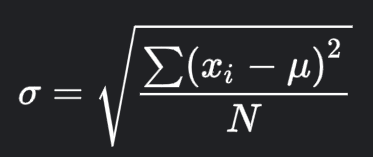 σ = √(∑(xᵢ − μ)² / N)